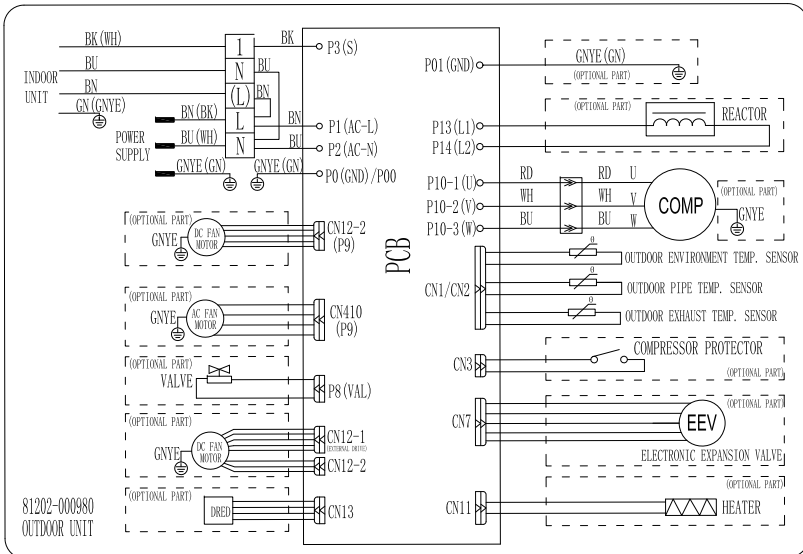 BK(WH)
BU
INDOOR
UNIT
BN
GN(GNYE)
1
N
(L)
L
N
BK
BU
BN
BN(BK)
BN
POWER
SUPPLY
BU(WH)
BU
GNYE(GN)
GNYE(GN)
P3(S)
P1(AC-L)
P2(AC-N)
P0(GND)/P00
(OPTIONAL PART)
GNYE
DC FAN
MOTOR
CN12-2
(P9)
(OPTIONAL PART)
GNYE
AC FAN
MOTOR
CN410
(P9)
(OPTIONAL PART)
VALVE
P8(VAL)
(OPTIONAL PART)
GNYE
DC FAN
MOTOR
CN12-1
(EXTERNAL DRIVE)
CN12-2
(OPTIONAL PART)
DRED
CN13
81202-000980
OUTDOOR UNIT
PCB
P01(GND)
GNYE(GN)
(OPTIONAL PART)
(OPTIONAL PART)
REACTOR
P13(L1)
P14(L2)
P10-1(U)
RD
RD
U
P10-2(V)
WH
WH
V
P10-3(W)
BU
BU
W
COMP
(OPTIONAL PART)
GNYE
CN1/CN2
θ
OUTDOOR ENVIRONMENT TEMP. SENSOR
θ
OUTDOOR PIPE TEMP. SENSOR
θ
OUTDOOR EXHAUST TEMP. SENSOR
CN3
COMPRESSOR PROTECTOR
(OPTIONAL PART)
CN7
(OPTIONAL PART)
EEV
ELECTRONIC EXPANSION VALVE
(OPTIONAL PART)
CN11
HEATER